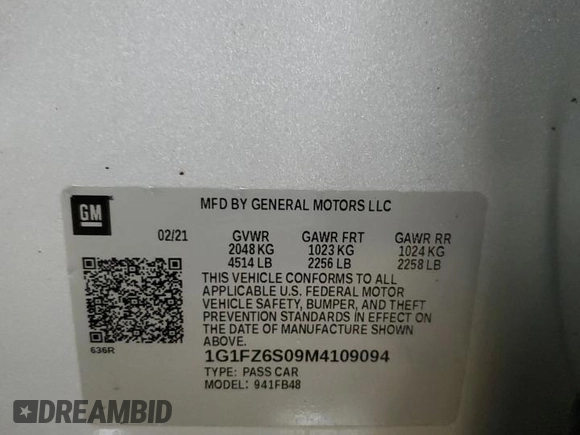 MFD BY GENERAL MOTORS LLC
GM
02/21 GVWR GAWR FRT GAWR RR
2048 KG 1023 KG 1024 KG
4514 LB 2256 LB 2258 LB
THIS VEHICLE CONFORMS TO ALL
APPLICABLE U.S. FEDERAL MOTOR
VEHICLE SAFETY, BUMPER, AND THEFT
PREVENTION STANDARDS IN EFFECT ON
THE DATE OF MANUFACTURE SHOWN
ABOVE.
636R
1G1FZ6S09M4109094
TYPE: PASS CAR
MODEL: 941FB48
DREAMBID